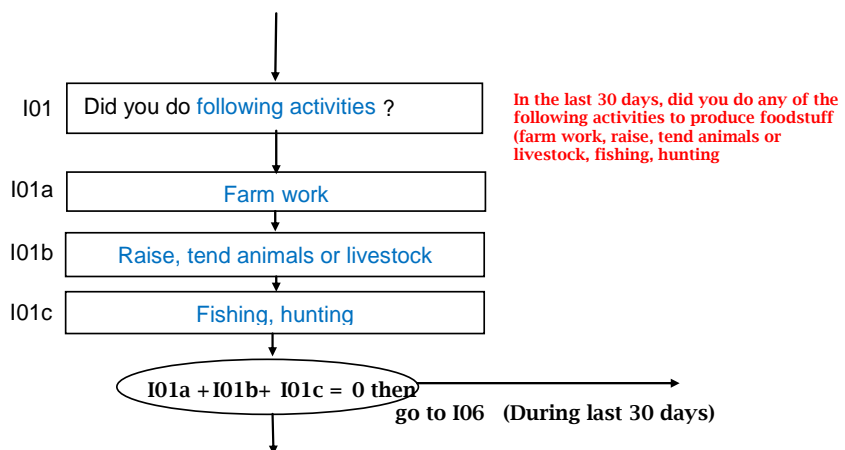 I01
Did you do following activities ?
In the last 30 days, did you do any of the
following activities to produce foodstuff
(farm work, raise, tend animals or
livestock, fishing, hunting
I01a
Farm work
I01b
Raise, tend animals or livestock
I01c
Fishing, hunting
I01a +I01b+ I01c = 0 then
go to I06 (During last 30 days)